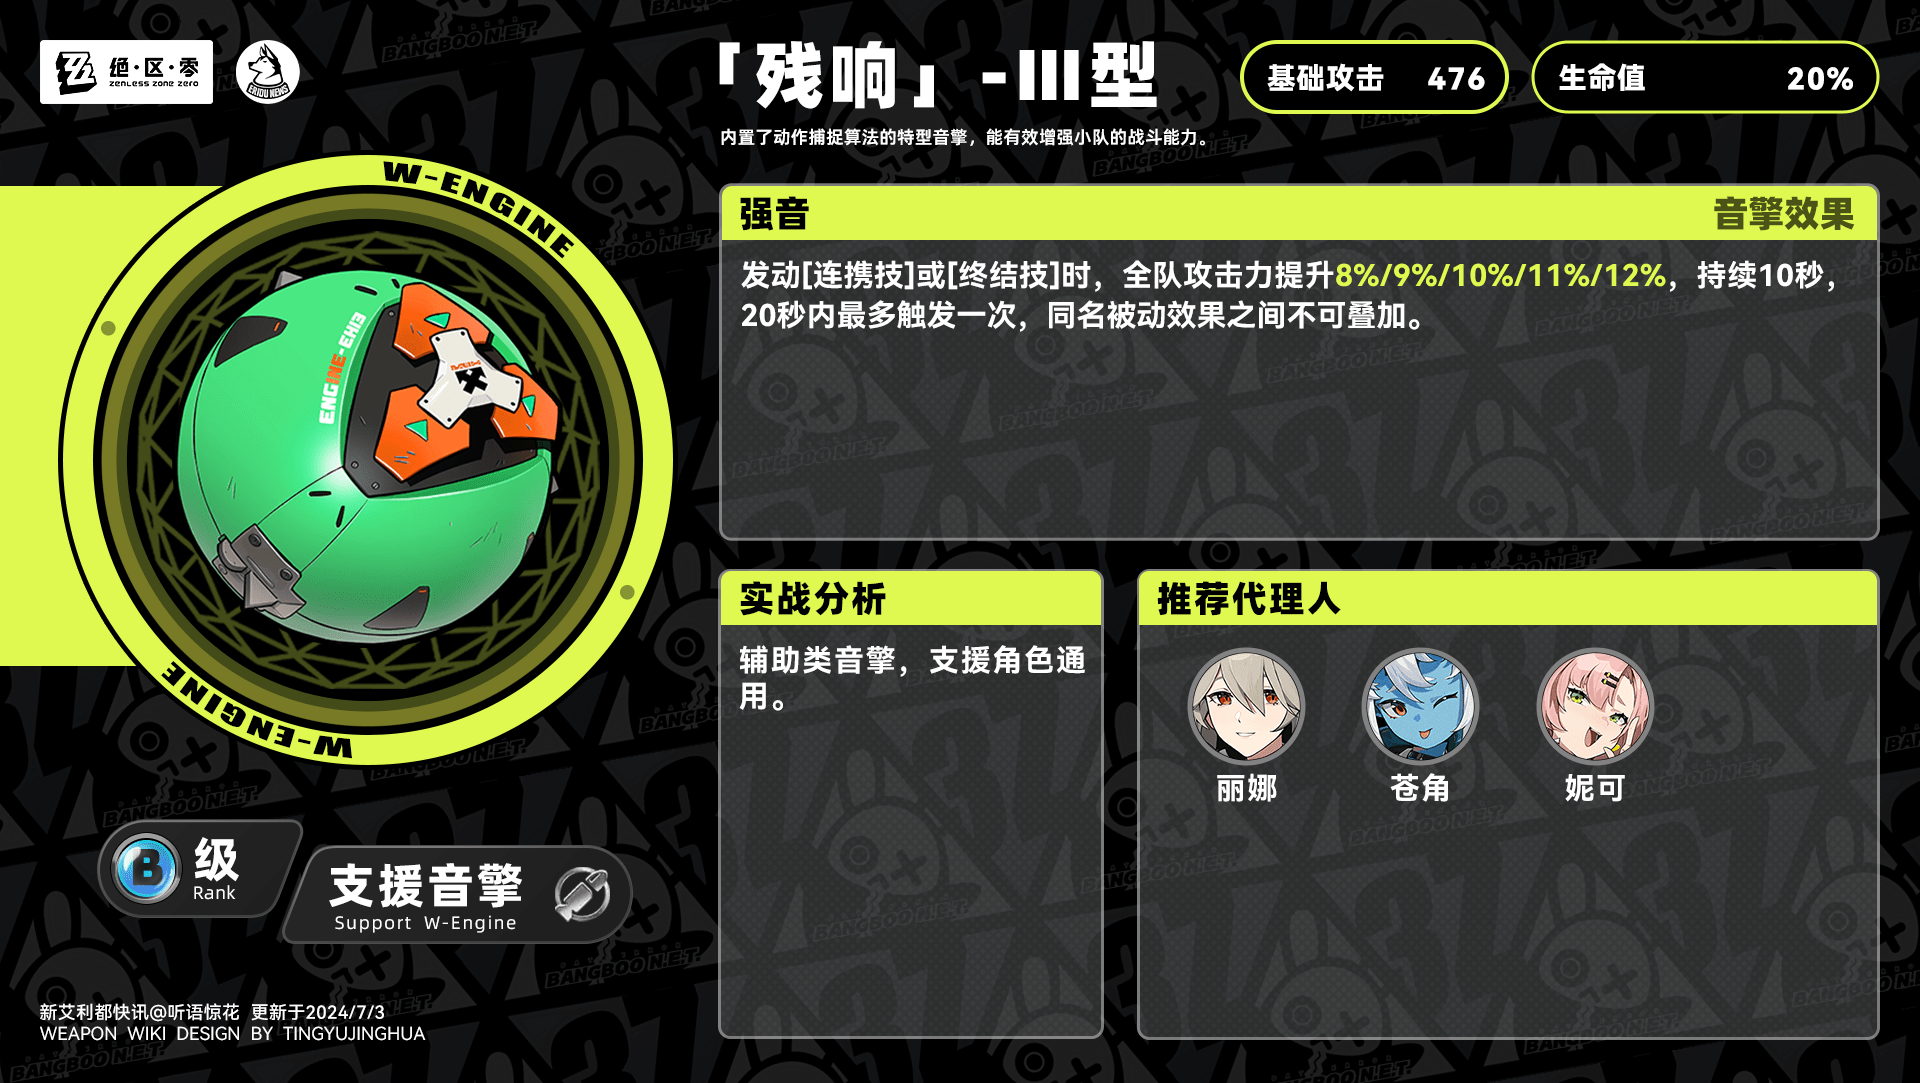 绝·区·零
ZENLESS ZONE ZERO
ERIDU NEWS
「残响」-III型
基础攻击 476
生命值 20%
内置了动作捕捉算法的特型音擎，能有效增强小队的战斗能力。
W-ENGINE
ENGINE-EH13
W-ENGINE
强音
音擎效果
发动[连携技]或[终结技]时，全队攻击力提升8%/9%/10%/11%/12%，持续10秒，
20秒内最多触发一次，同名被动效果之间不可叠加。
实战分析
辅助类音擎，支援角色通
用。
推荐代理人
丽娜
苍角
妮可
B
级
Rank
支援音擎
Support W-Engine
新艾利都快讯@听语惊花 更新于2024/7/3
WEAPON WIKI DESIGN BY TINGYUJINGHUA
BANGBOO N.E.T.